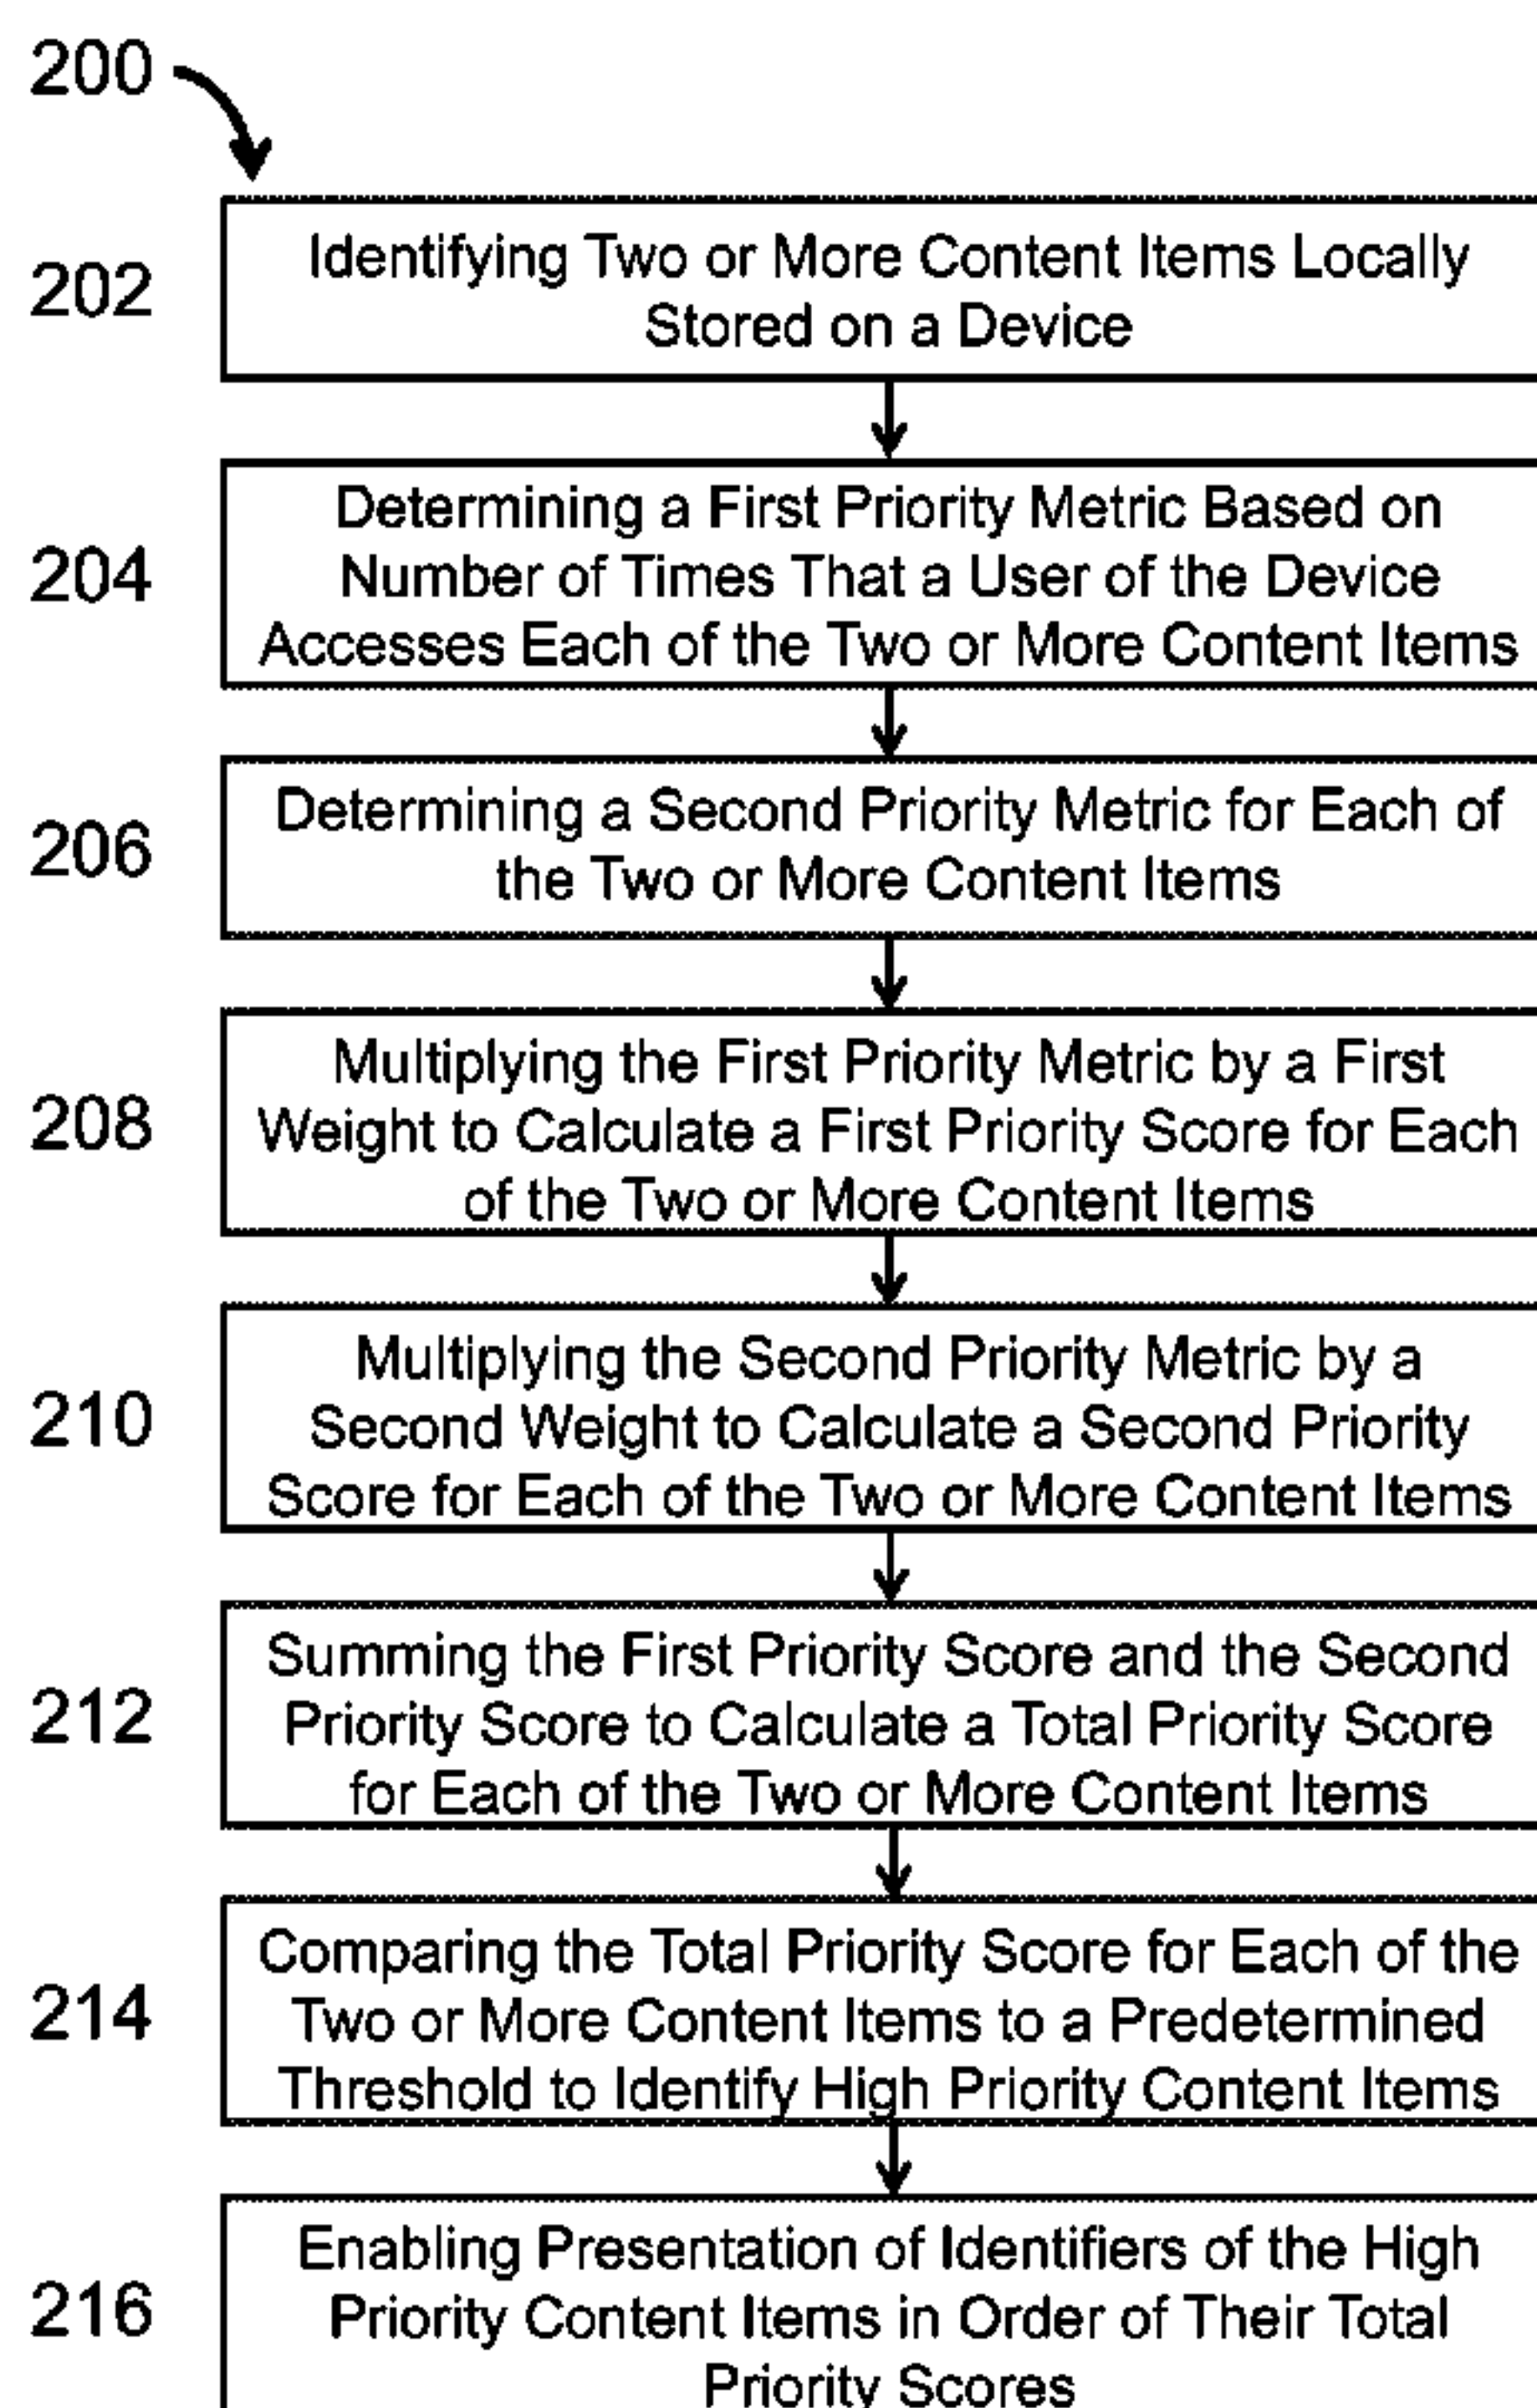 200
202
Identifying Two or More Content Items Locally
Stored on a Device
204
Determining a First Priority Metric Based on
Number of Times That a User of the Device
Accesses Each of the Two or More Content Items
206
Determining a Second Priority Metric for Each of
the Two or More Content Items
208
Multiplying the First Priority Metric by a First
Weight to Calculate a First Priority Score for Each
of the Two or More Content Items
210
Multiplying the Second Priority Metric by a
Second Weight to Calculate a Second Priority
Score for Each of the Two or More Content Items
212
Summing the First Priority Score and the Second
Priority Score to Calculate a Total Priority Score
for Each of the Two or More Content Items
214
Comparing the Total Priority Score for Each of the
Two or More Content Items to a Predetermined
Threshold to Identify High Priority Content Items
216
Enabling Presentation of Identifiers of the High
Priority Content Items in Order of Their Total
Priority Scores